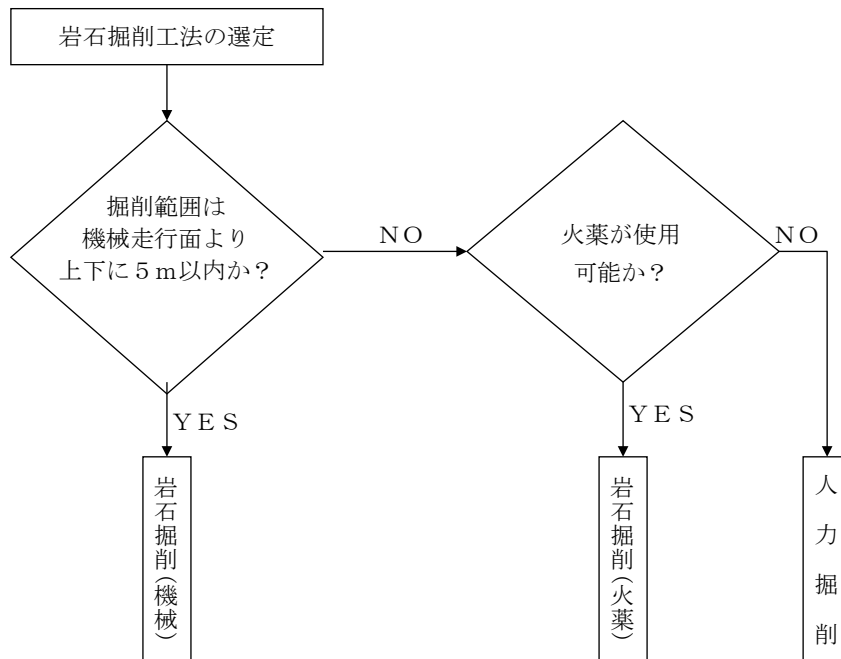 岩石掘削工法の選定
掘削範囲は
機械走行面より
上下に５ｍ以内か？
ＮＯ
火薬が使用
可能か？
ＮＯ
ＹＥＳ
ＹＥＳ
岩石掘削(機械)
岩石掘削(火薬)
人力掘削